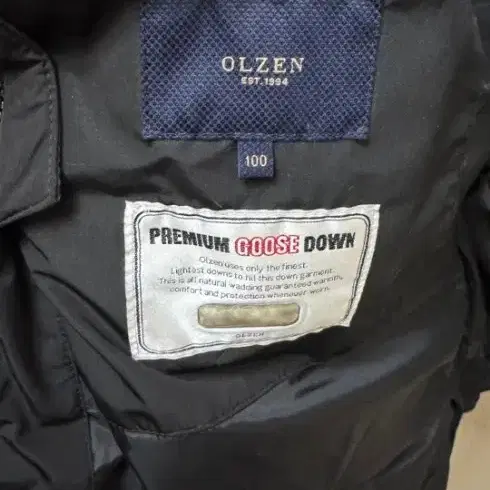 OLZEN
EST.1994
100
PREMIUM GOOSE DOWN
Olzen uses only the finest.
Lightest downs to fill this down garment.
This is all natural wadding guaranteed warmth,
comfort and protection whenever worn.
OLZEN